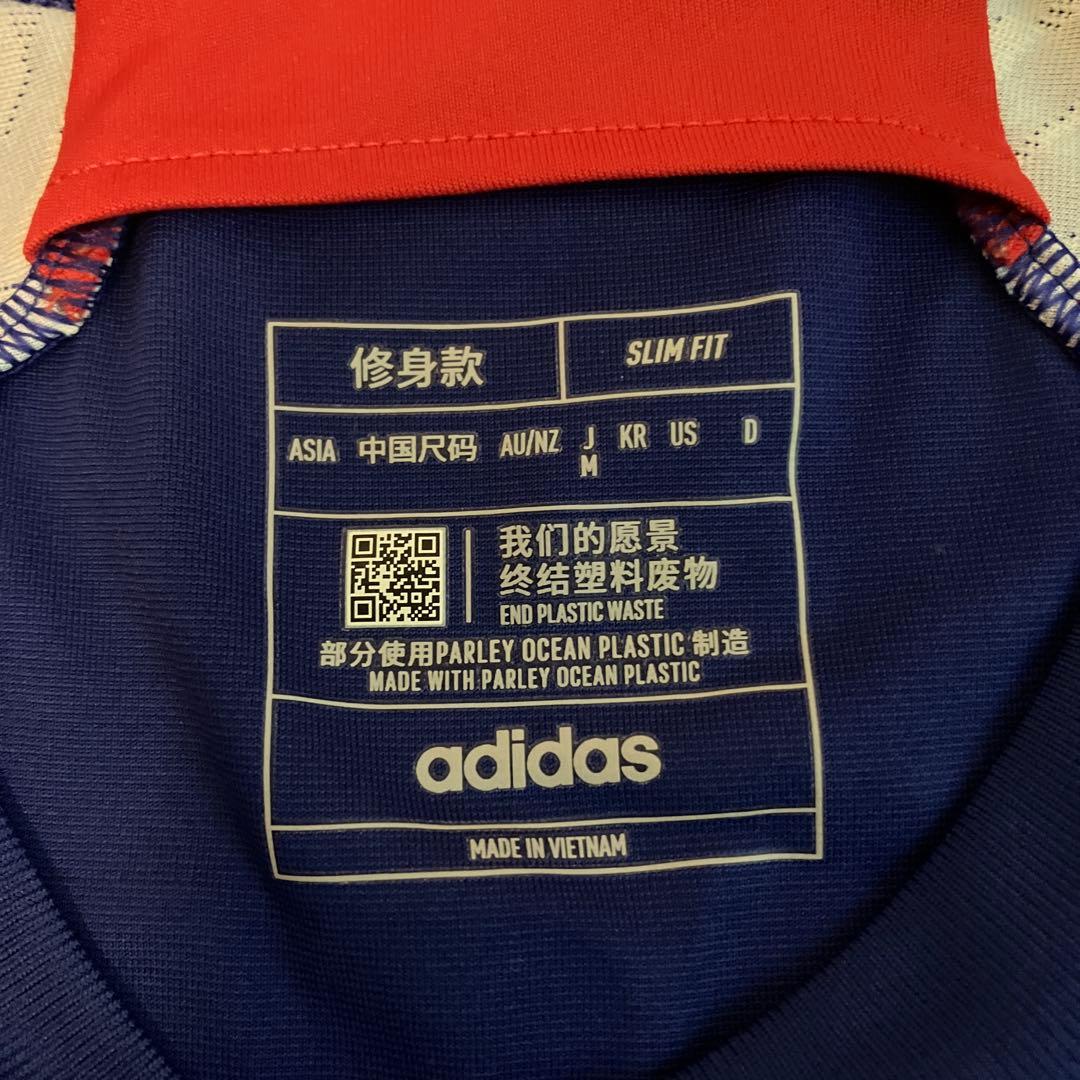 修身款 SLIM FIT
ASIA 中国尺码 AU/NZ J KR US D
M
我们的愿景
终结塑料废物
END PLASTIC WASTE
部分使用PARLEY OCEAN PLASTIC 制造
MADE WITH PARLEY OCEAN PLASTIC
adidas
MADE IN VIETNAM